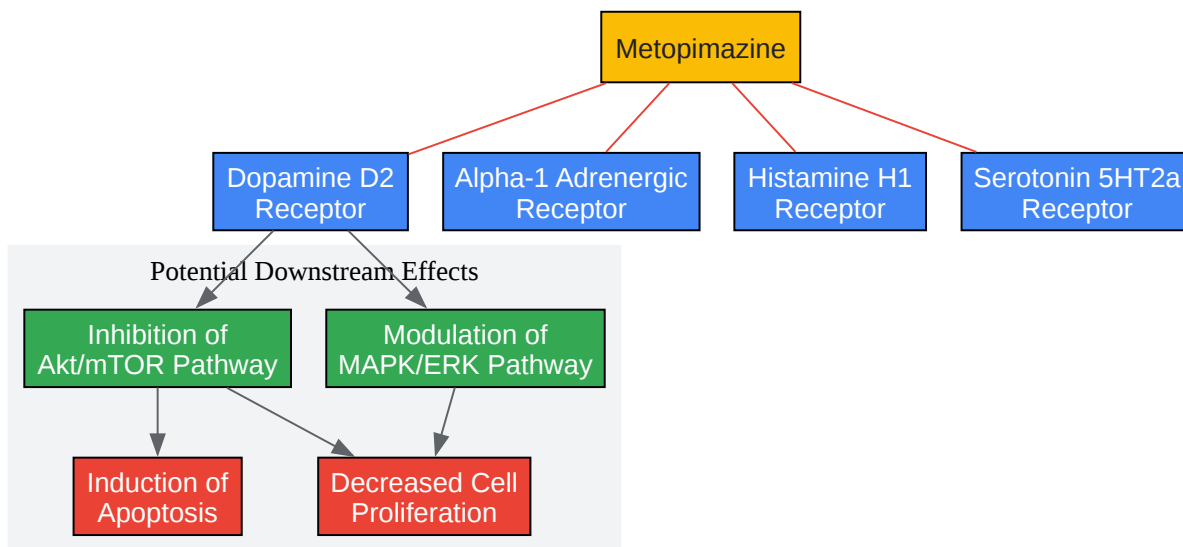 Metopimazine
Dopamine D2
Receptor
Alpha-1 Adrenergic
Receptor
Histamine H1
Receptor
Serotonin 5HT2a
Receptor
Potential Downstream Effects
Inhibition of
Akt/mTOR Pathway
Modulation of
MAPK/ERK Pathway
Induction of
Apoptosis
Decreased Cell
Proliferation